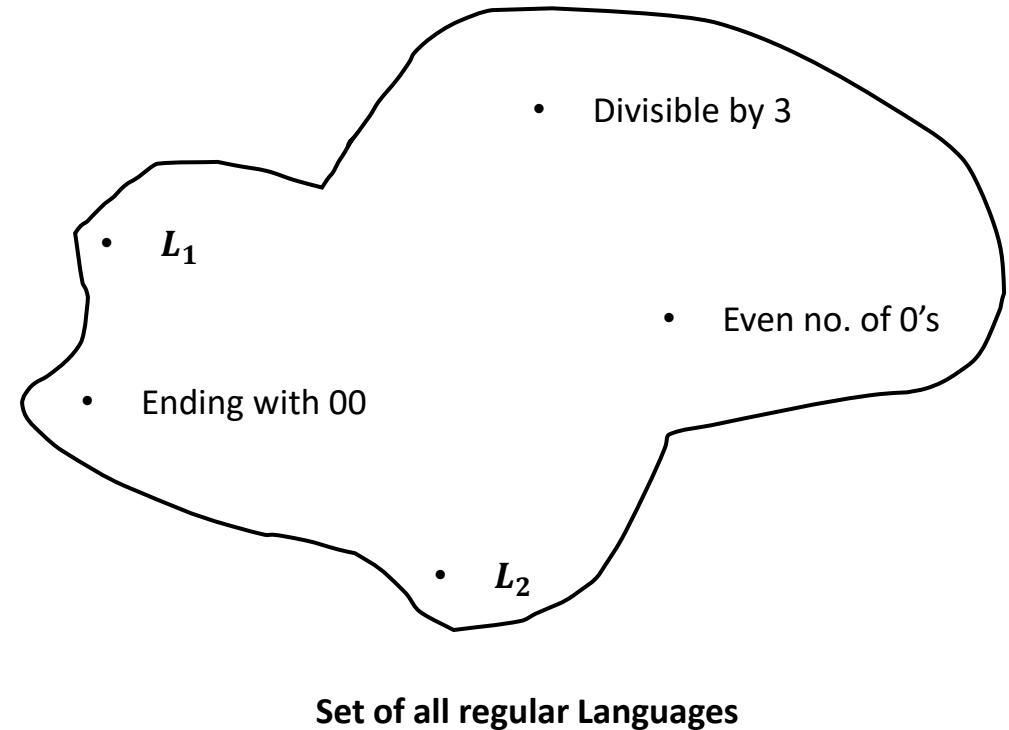 Divisible by 3
L₁
Even no. of 0’s
Ending with 00
L₂
Set of all regular Languages